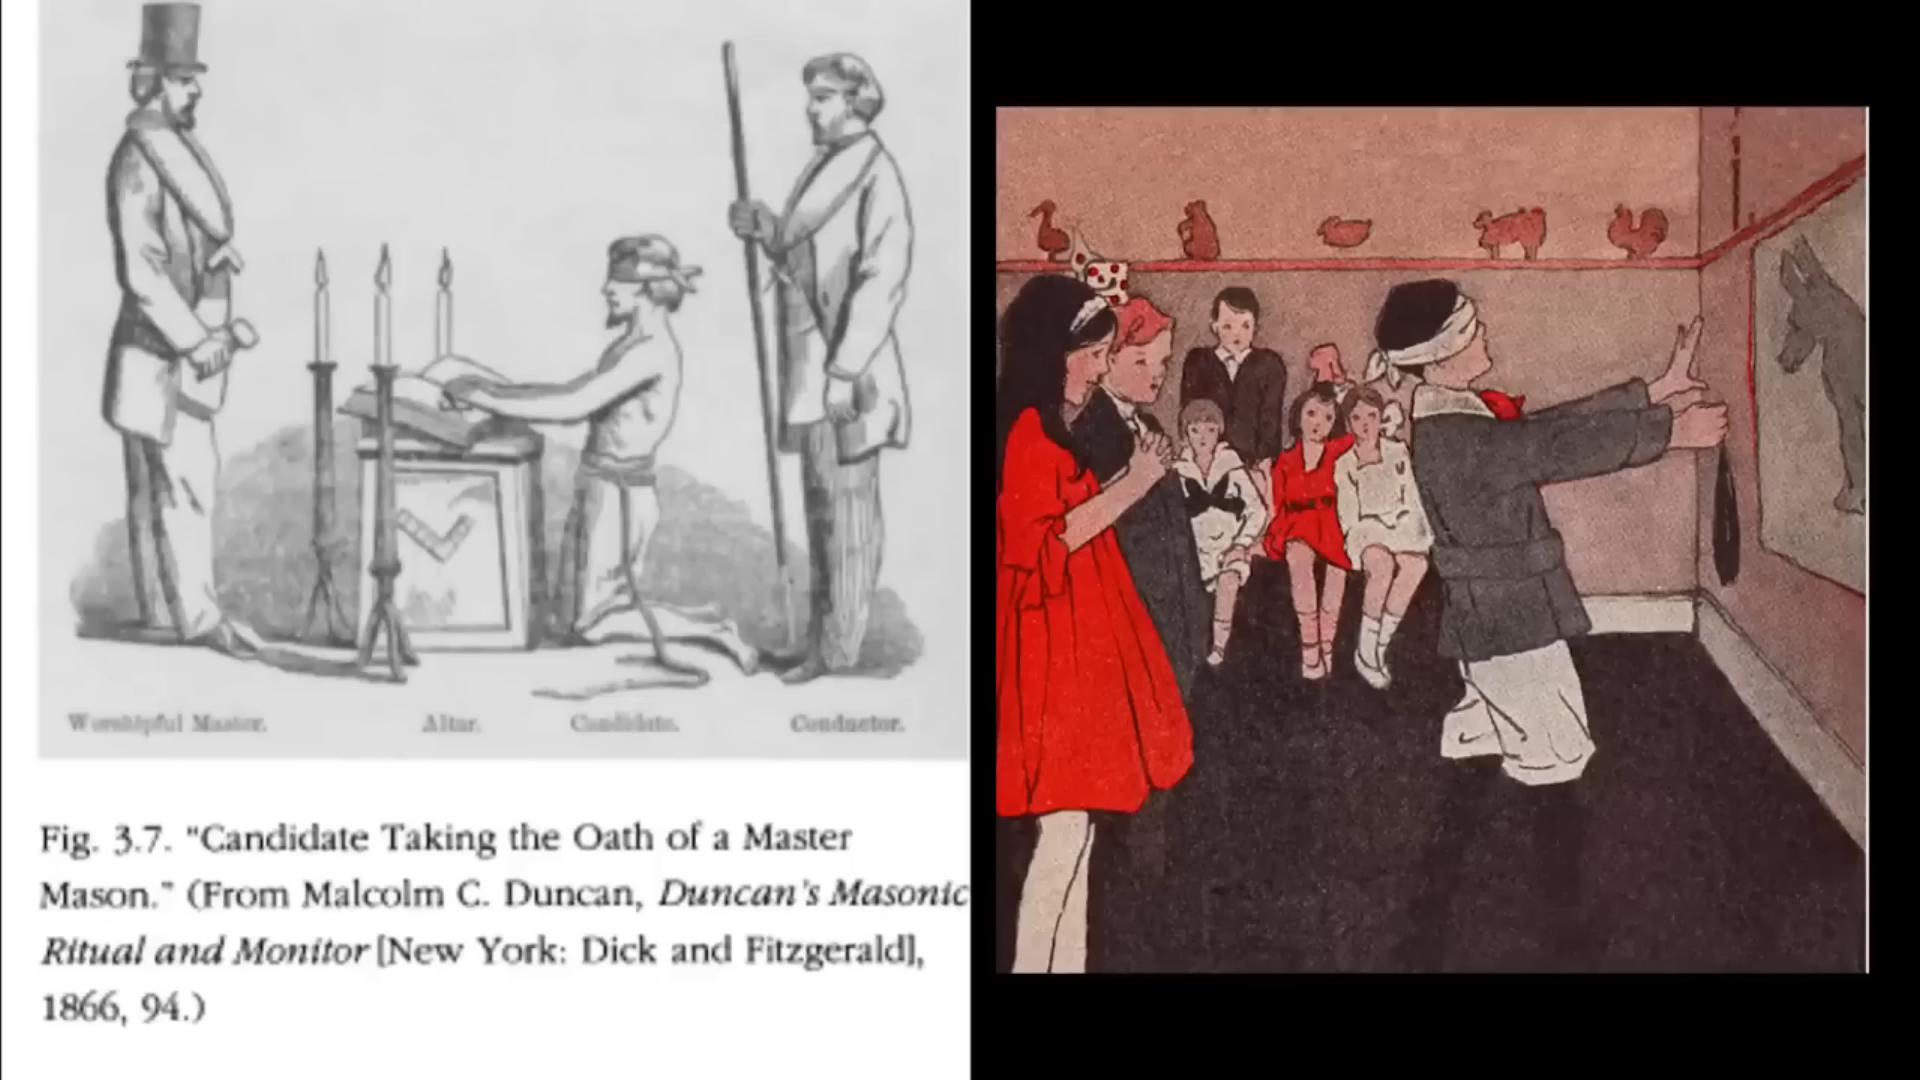 Worshipful Master. Altar. Candidate. Conductor.
Fig. 3.7. "Candidate Taking the Oath of a Master
Mason." (From Malcolm C. Duncan, Duncan's Masonic
Ritual and Monitor [New York: Dick and Fitzgerald],
1866, 94.)